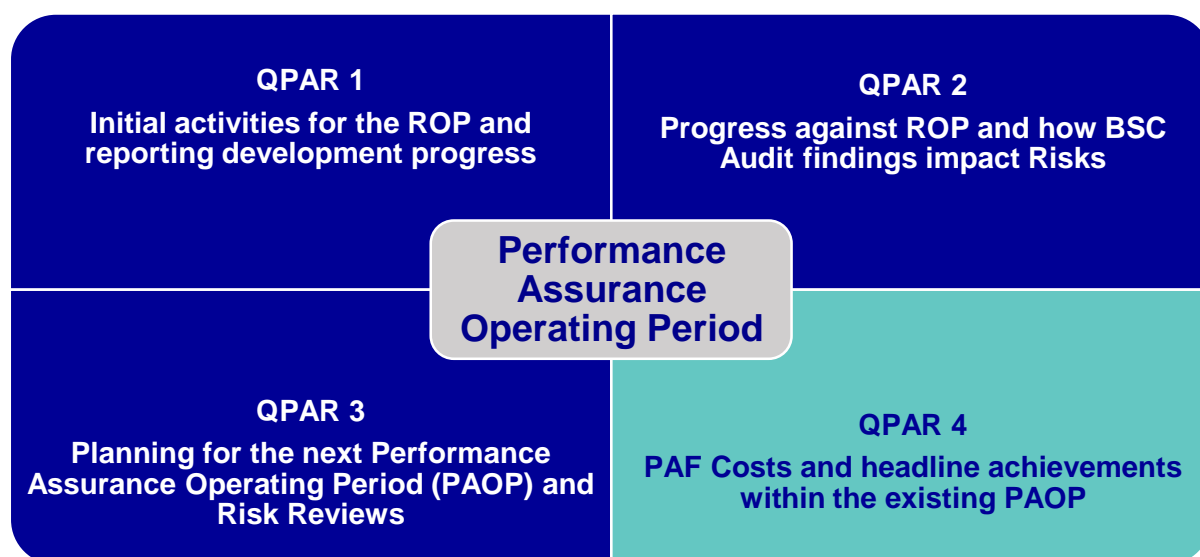 QPAR 1
Initial activities for the ROP and
reporting development progress
QPAR 2
Progress against ROP and how BSC
Audit findings impact Risks
Performance
Assurance
Operating Period
QPAR 3
Planning for the next Performance
Assurance Operating Period (PAOP) and
Risk Reviews
QPAR 4
PAF Costs and headline achievements
within the existing PAOP